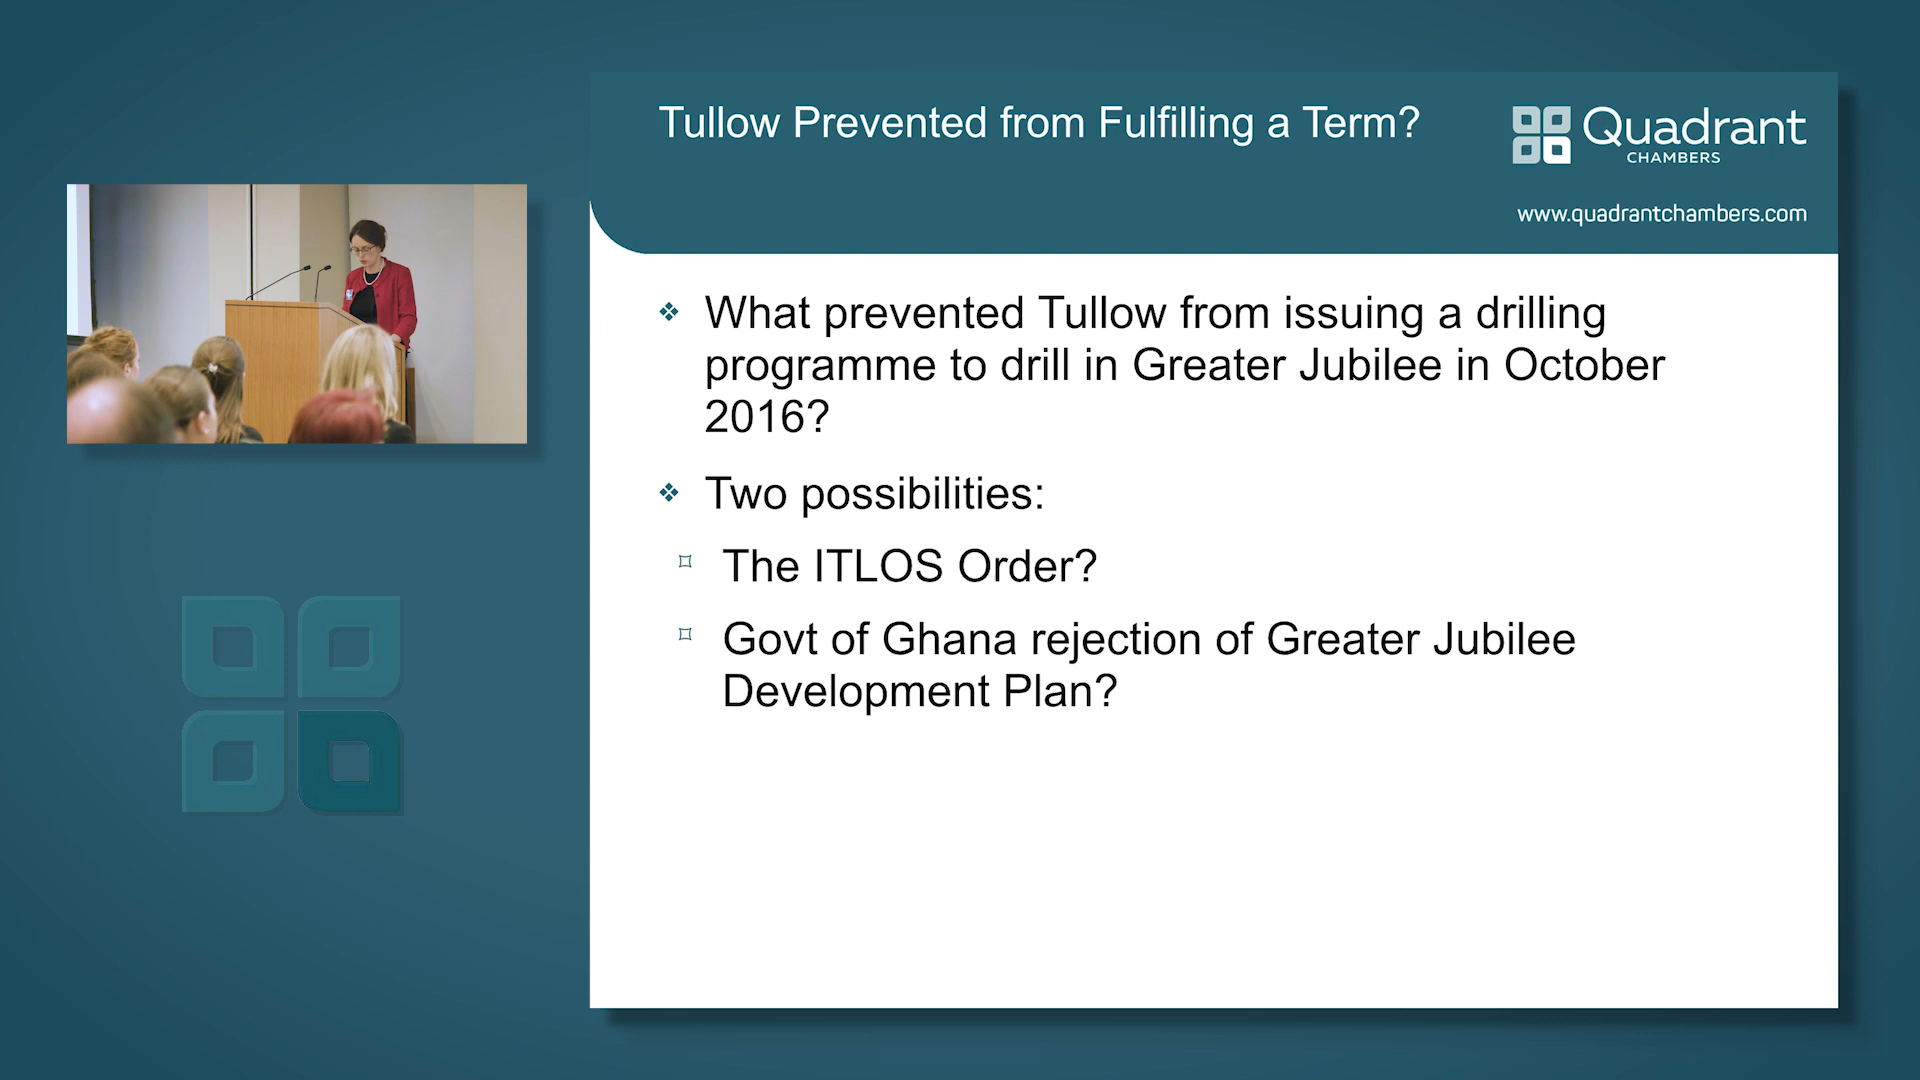 Tullow Prevented from Fulfilling a Term?
Quadrant
CHAMBERS
www.quadrantchambers.com
What prevented Tullow from issuing a drilling
programme to drill in Greater Jubilee in October
2016?
Two possibilities:
The ITLOS Order?
Govt of Ghana rejection of Greater Jubilee
Development Plan?